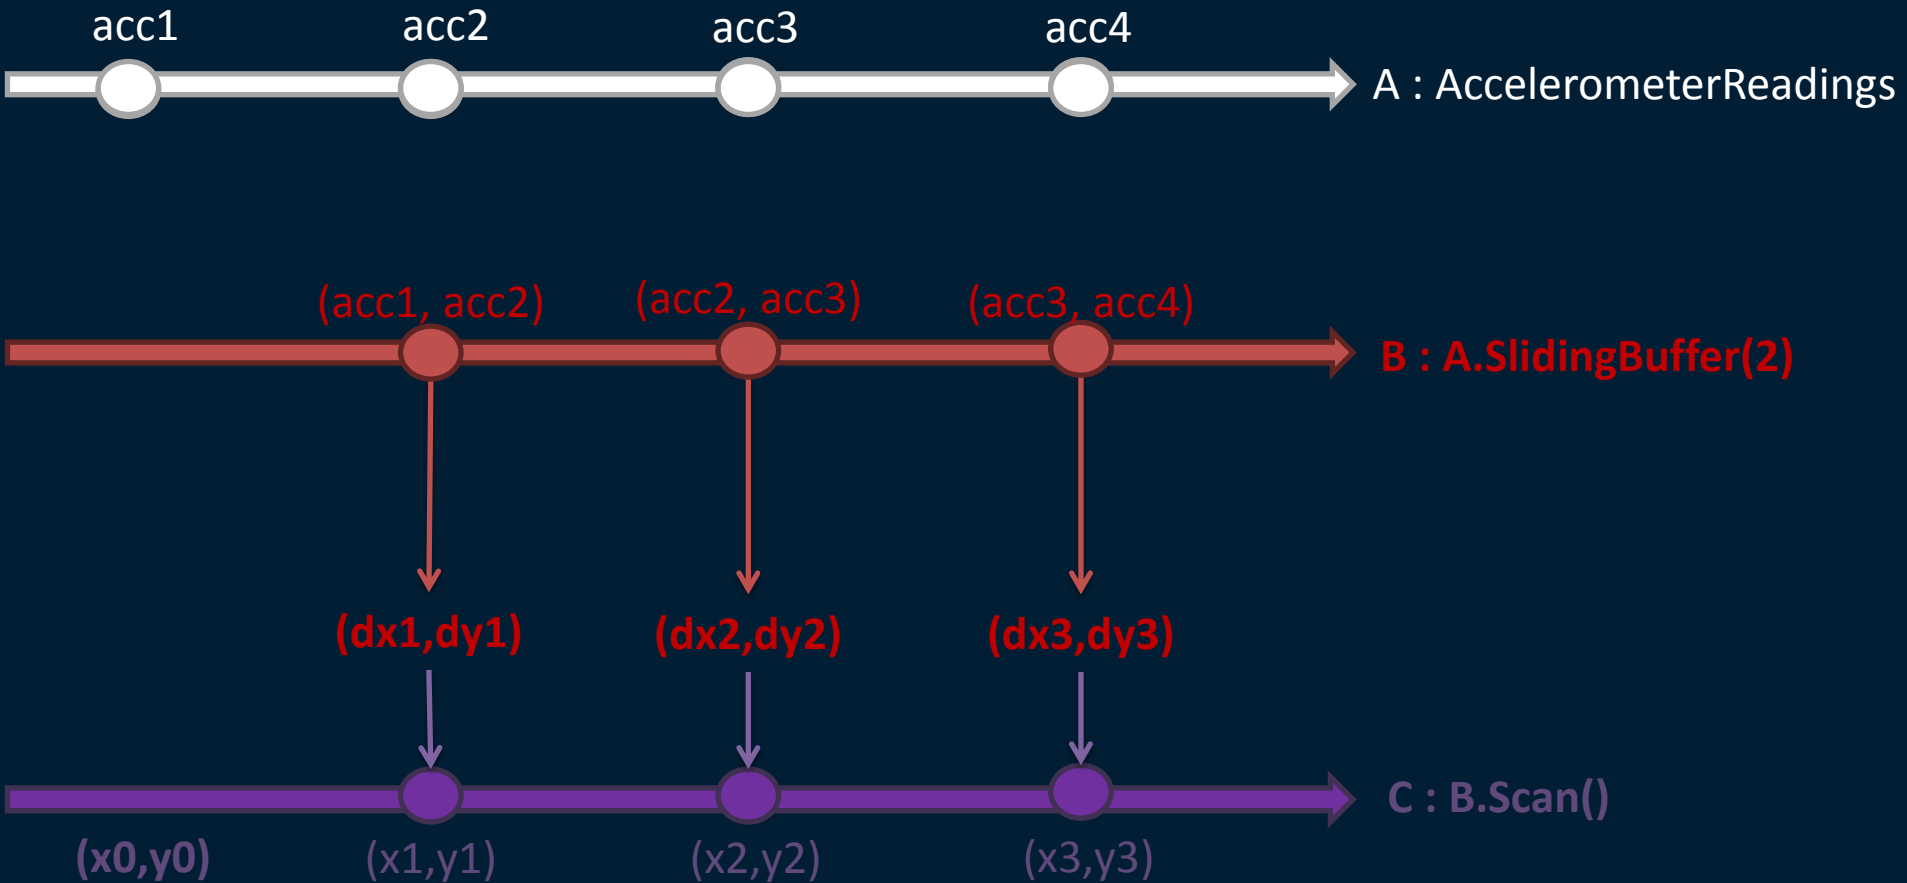 acc1 acc2 acc3 acc4
A : AccelerometerReadings
(acc1, acc2) (acc2, acc3) (acc3, acc4)
B : A.SlidingBuffer(2)
(dx1,dy1) (dx2,dy2) (dx3,dy3)
C : B.Scan()
(x0,y0) (x1,y1) (x2,y2) (x3,y3)